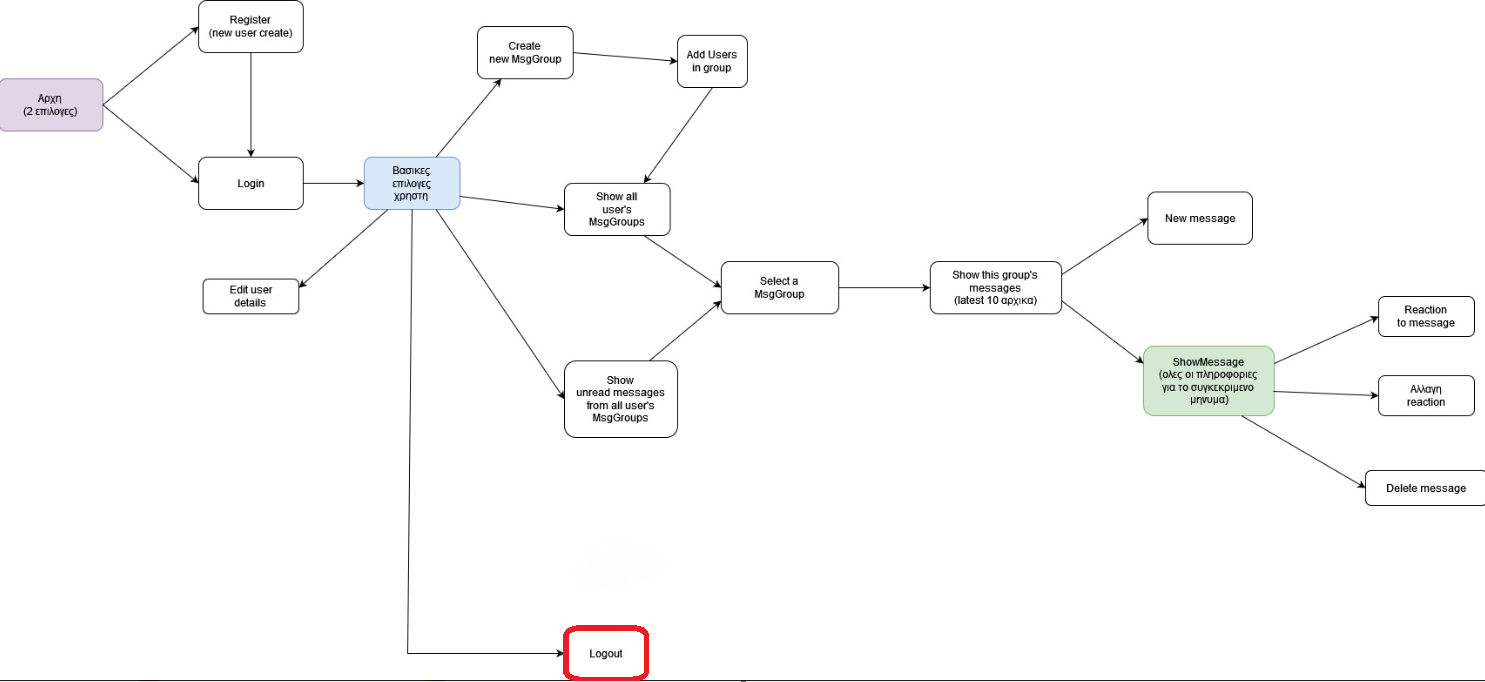 Register
(new user create)
Αρχη
(2 επιλογες)
Login
Edit user
details
Βασικες
επιλογες
χρηστη
Create
new MsgGroup
Add Users
in group
Show all
user's
MsgGroups
Show
unread messages
from all user's
MsgGroups
Select a
MsgGroup
Show this group's
messages
(latest 10 αρχικα)
New message
ShowMessage
(ολες οι πληροφοριες
για το συγκεκριμενο
μηνυμα)
Reaction
to message
Αλλαγη
reaction
Delete message
Logout